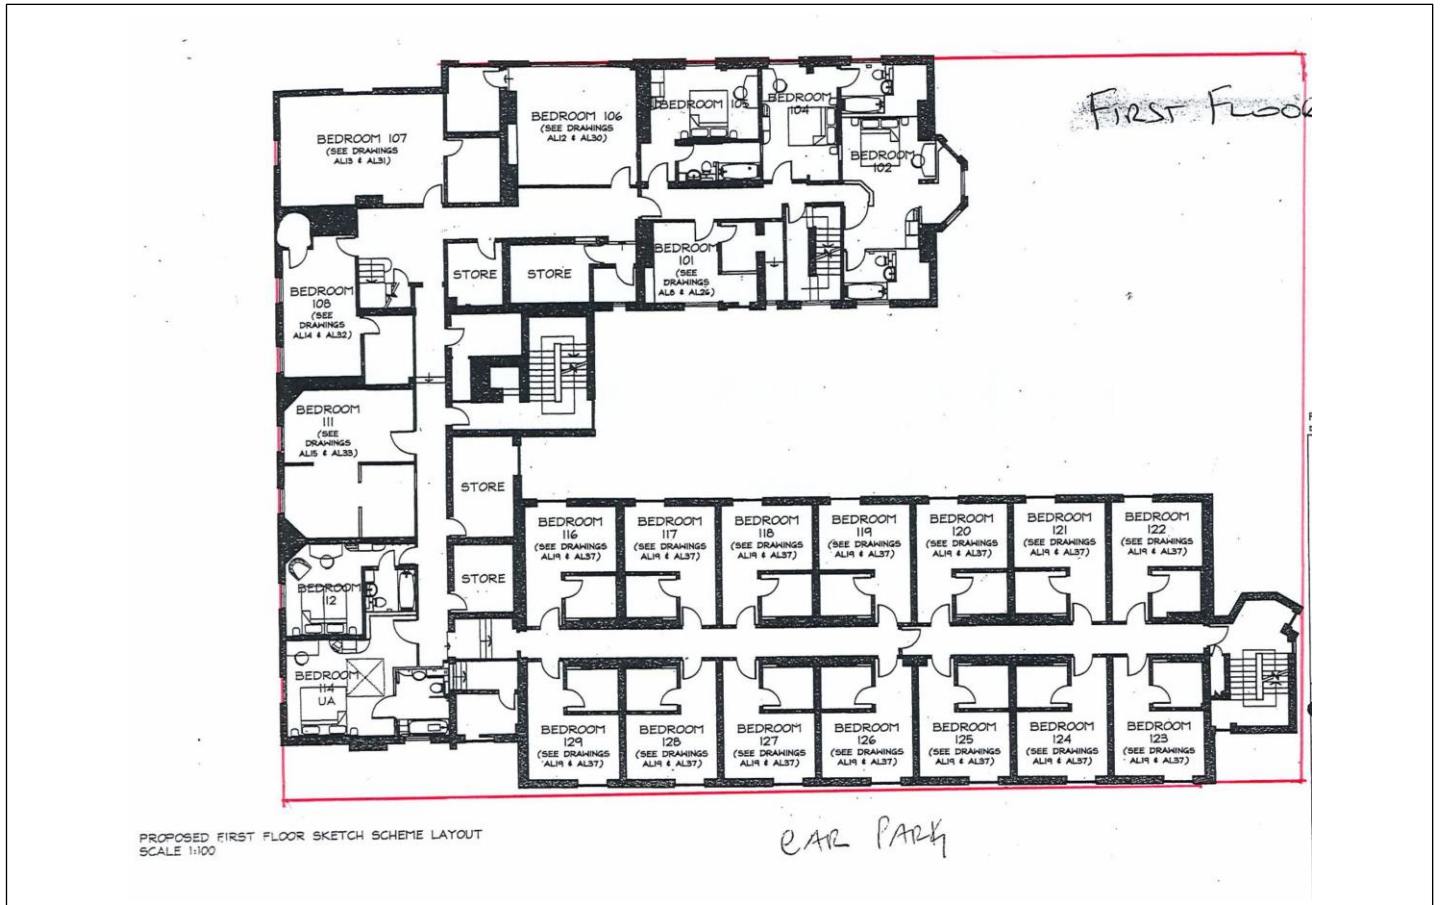 FIRST FLOOR
BEDROOM 107
(SEE DRAWINGS
AL13 & AL31)
BEDROOM 106
(SEE DRAWINGS
AL12 & AL30)
BEDROOM 105
BEDROOM
104
BEDROOM
102
BEDROOM
101
(SEE
DRAWINGS
AL8 & AL26)
STORE
STORE
BEDROOM
108
(SEE
DRAWINGS
AL14 & AL32)
BEDROOM
111
(SEE
DRAWINGS
AL15 & AL33)
STORE
STORE
BEDROOM
112
BEDROOM
114
UA
BEDROOM
116
(SEE DRAWINGS
AL19 & AL37)
BEDROOM
117
(SEE DRAWINGS
AL19 & AL37)
BEDROOM
118
(SEE DRAWINGS
AL19 & AL37)
BEDROOM
119
(SEE DRAWINGS
AL19 & AL37)
BEDROOM
120
(SEE DRAWINGS
AL19 & AL37)
BEDROOM
121
(SEE DRAWINGS
AL19 & AL37)
BEDROOM
122
(SEE DRAWINGS
AL19 & AL37)
BEDROOM
129
(SEE DRAWINGS
AL19 & AL37)
BEDROOM
128
(SEE DRAWINGS
AL19 & AL37)
BEDROOM
127
(SEE DRAWINGS
AL19 & AL37)
BEDROOM
126
(SEE DRAWINGS
AL19 & AL37)
BEDROOM
125
(SEE DRAWINGS
AL19 & AL37)
BEDROOM
124
(SEE DRAWINGS
AL19 & AL37)
BEDROOM
123
(SEE DRAWINGS
AL19 & AL37)
PROPOSED FIRST FLOOR SKETCH SCHEME LAYOUT
SCALE 1:100
CAR PARK